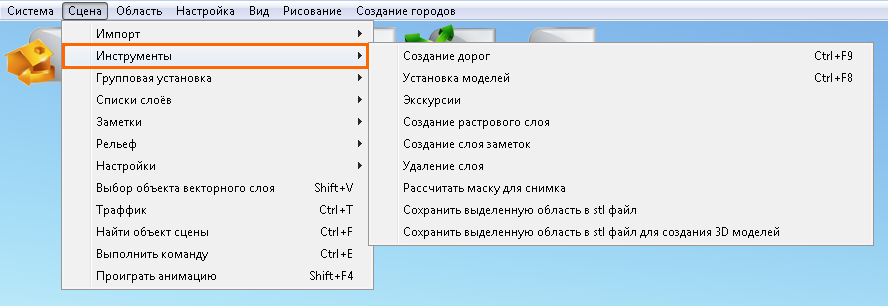 Система Сцена Область Настройка Вид Рисование Создание городов
Импорт
Инструменты
Групповая установка
Списки слоёв
Заметки
Рельеф
Настройки
Выбор объекта векторного слоя Shift+V
Траффик Ctrl+T
Найти объект сцены Ctrl+F
Выполнить команду Ctrl+E
Проиграть анимацию Shift+F4
Создание дорог Ctrl+F9
Установка моделей Ctrl+F8
Экскурсии
Создание растрового слоя
Создание слоя заметок
Удаление слоя
Рассчитать маску для снимка
Сохранить выделенную область в stl файл
Сохранить выделенную область в stl файл для создания 3D моделей